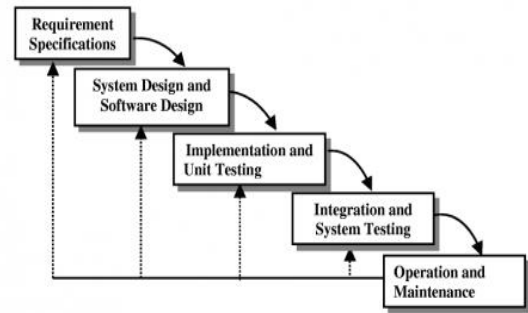 Requirement
Specifications
System Design and
Software Design
Implementation and
Unit Testing
Integration and
System Testing
Operation and
Maintenance